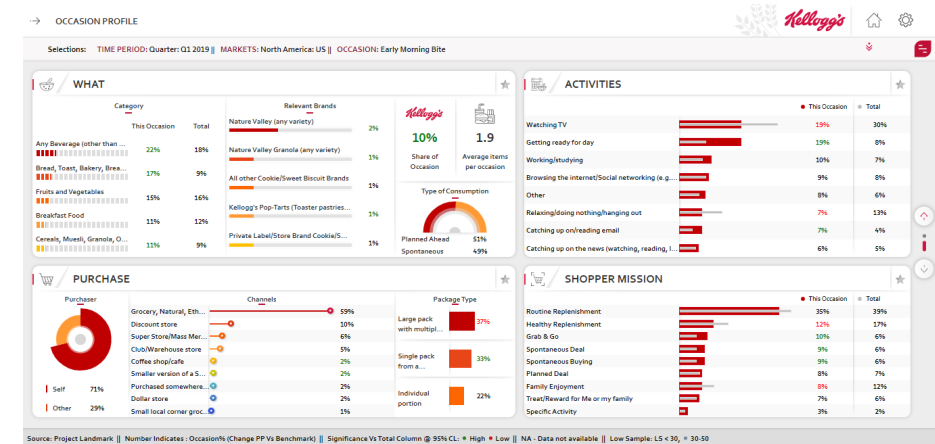 OCCASION PROFILE
Kellogg's
Selections: TIME PERIOD: Quarter: Q1 2019 || MARKETS: North America: US || OCCASION: Early Morning Bite
WHAT
Category
This Occasion Total
Any Beverage (other than ... 22% 18%
Bread, Toast, Bakery, Brea... 17% 9%
Fruits and Vegetables 15% 16%
Breakfast Food 11% 12%
Cereals, Muesli, Granola, O... 11% 9%
Relevant Brands
Nature Valley (any variety) 2%
Nature Valley Granola (any variety) 1%
All other Cookie/Sweet Biscuit Brands 1%
Kellogg's Pop-Tarts (Toaster pastries... 1%
Private Label/Store Brand Cookie/S... 1%
Kellogg's
10% 1.9
Share of Occasion Average items per occasion
Type of Consumption
Planned Ahead 51%
Spontaneous 49%
ACTIVITIES
This Occasion Total
Watching TV 19% 30%
Getting ready for day 19% 8%
Working/studying 10% 7%
Browsing the internet/Social networking (e.g.... 9% 8%
Other 8% 6%
Relaxing/doing nothing/hanging out 7% 13%
Catching up on/reading email 7% 4%
Catching up on the news (watching, reading, l... 6% 5%
PURCHASE
Purchaser
Self 71%
Other 29%
Channels
Grocery, Natural, Eth... 59%
Discount store 10%
Super Store/Mass Mer... 6%
Club/Warehouse store 5%
Coffee shop/cafe 2%
Smaller version of a S... 2%
Purchased somewhere... 2%
Dollar store 2%
Small local corner groc... 1%
Package Type
Large pack with multipl... 37%
Single pack from a... 33%
Individual portion 22%
SHOPPER MISSION
This Occasion Total
Routine Replenishment 35% 39%
Healthy Replenishment 12% 17%
Grab & Go 10% 6%
Spontaneous Deal 9% 6%
Spontaneous Buying 9% 6%
Planned Deal 8% 7%
Family Enjoyment 8% 12%
Treat/Reward for Me or my family 7% 6%
Specific Activity 3% 2%
Source: Project Landmark || Number Indicates : Occasion% (Change PP Vs Benchmark) || Significance Vs Total Column @ 95% CL: High Low || NA - Data not available || Low Sample: LS < 30, 30-50